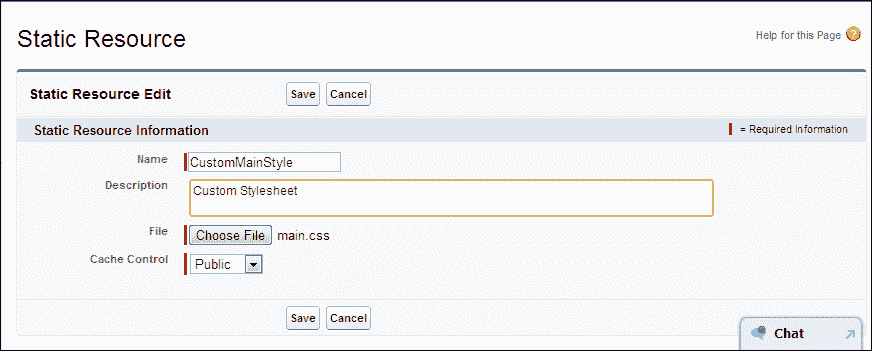 Static Resource
Help for this Page ?
Static Resource Edit Save Cancel
Static Resource Information = Required Information
Name CustomMainStyle
Description Custom Stylesheet
File Choose File main.css
Cache Control Public
Save Cancel
Chat